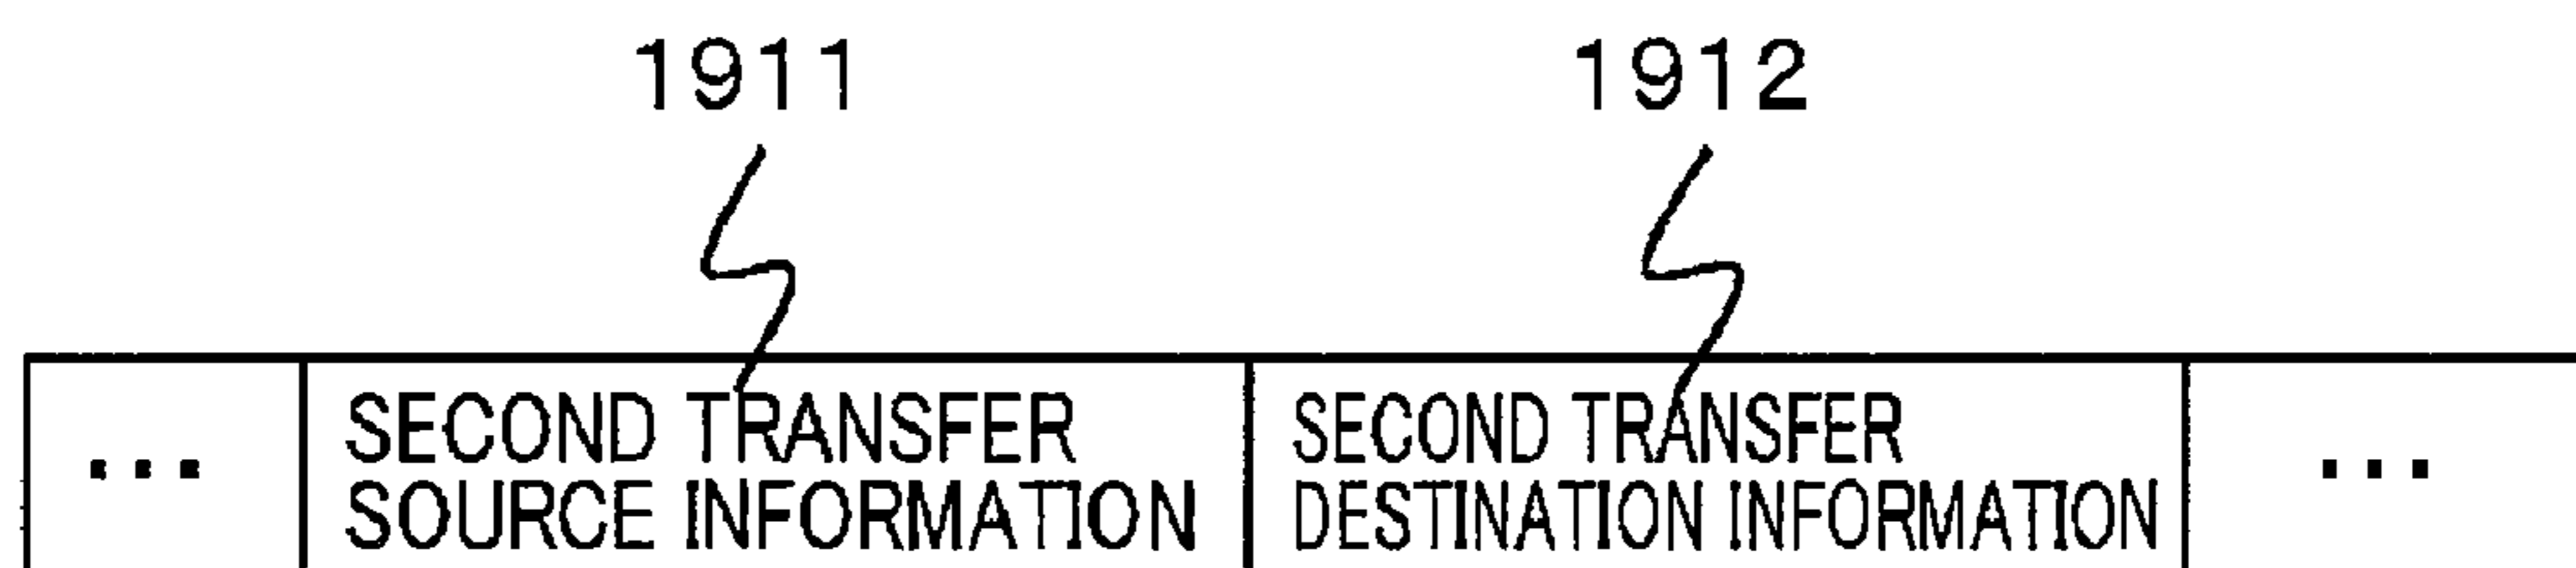 1911 1912
... SECOND TRANSFER SOURCE INFORMATION SECOND TRANSFER DESTINATION INFORMATION ...